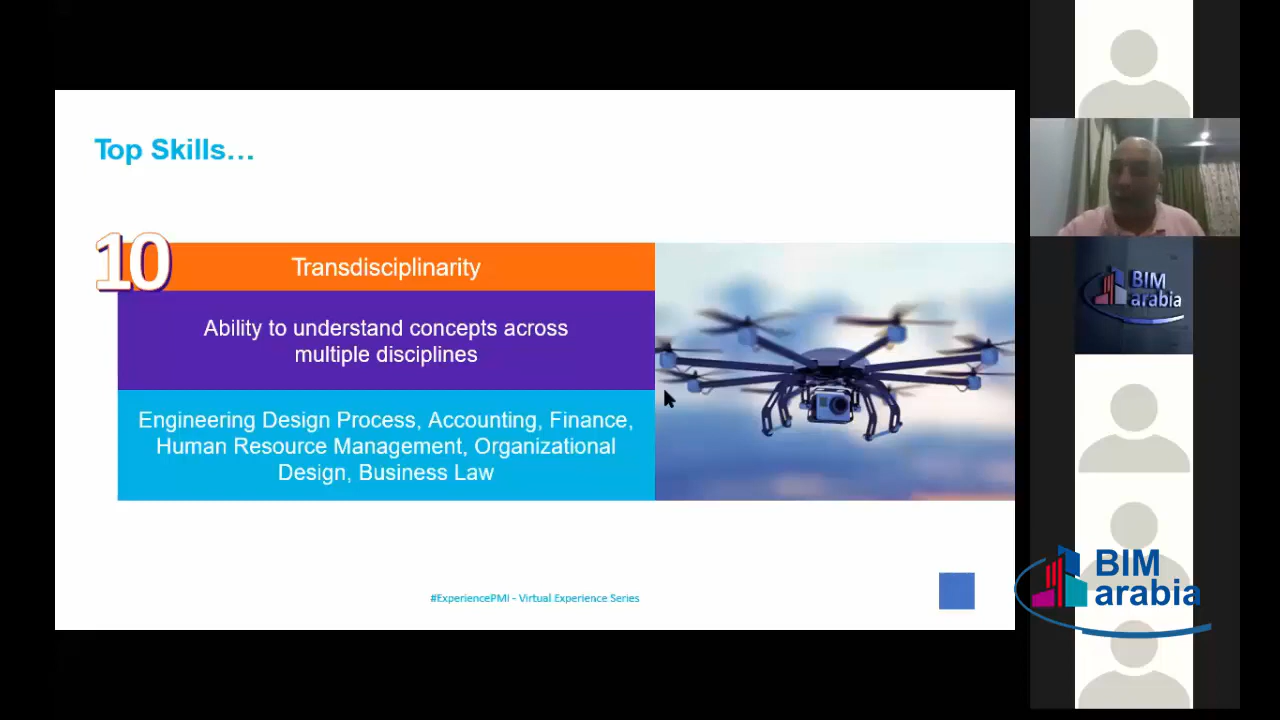 Top Skills…
10
Transdisciplinarity
Ability to understand concepts across
multiple disciplines
Engineering Design Process, Accounting, Finance,
Human Resource Management, Organizational
Design, Business Law
#ExperiencePMI - Virtual Experience Series
BIM
arabia
BIM
arabia